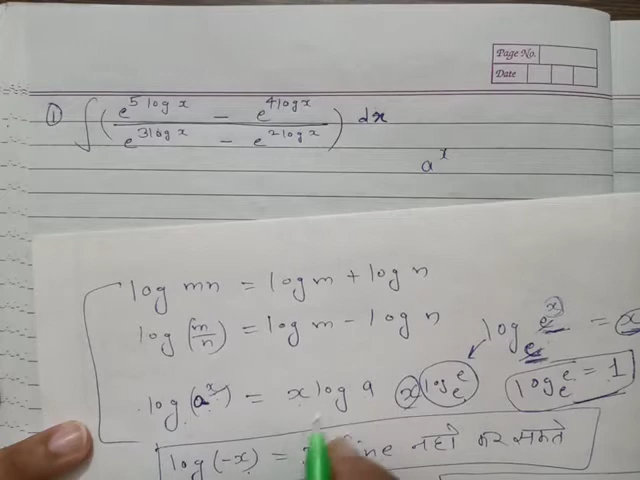 Page No.
Date
① ∫ ( (e^{5 log x} − e^{4 log x}) / (e^{3 log x} − e^{2 log x}) ) dx
a^x
log mn = log m + log n
log (m/n) = log m − log n
log_e e^x = x
log (a^x) = x log a
x log_e e
log_e e = 1
log (−x) = नहीं कर सकते